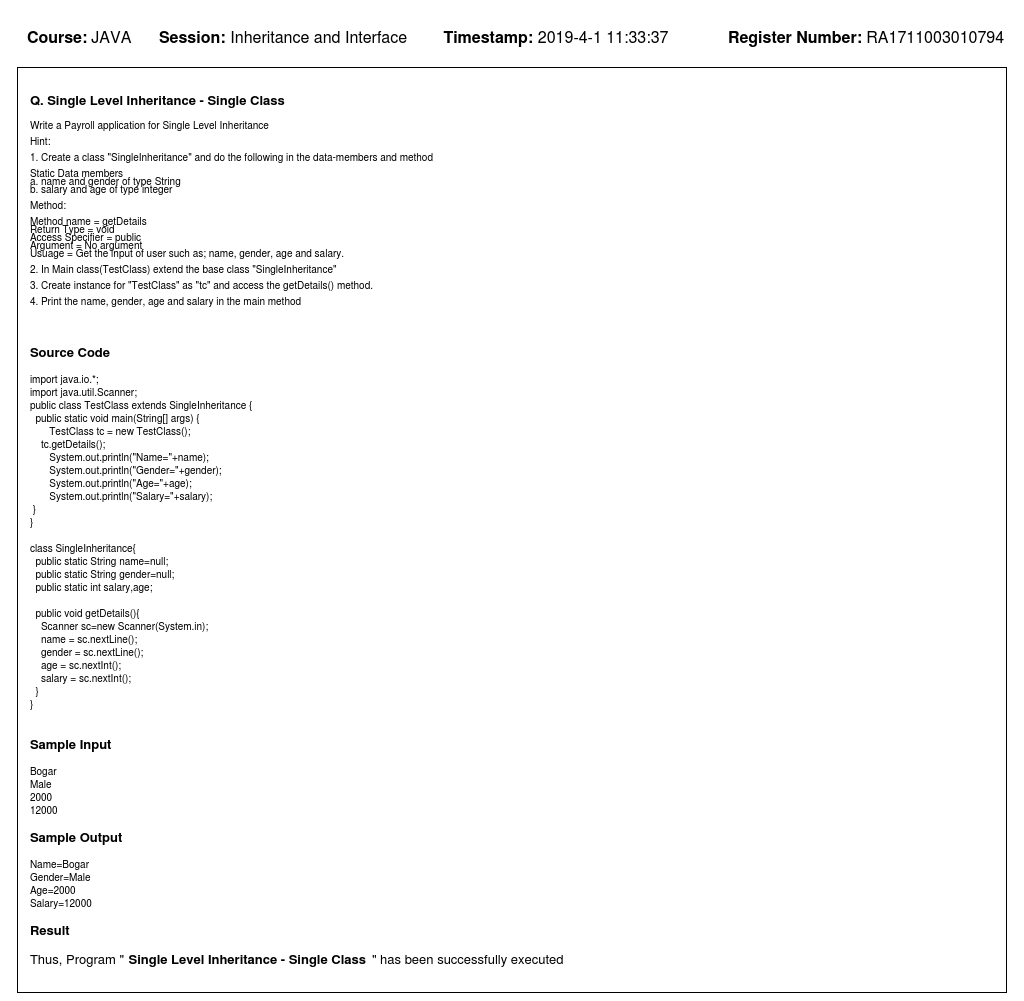 Course: JAVA Session: Inheritance and Interface Timestamp: 2019-4-1 11:33:37 Register Number: RA1711003010794
Q. Single Level Inheritance - Single Class
Write a Payroll application for Single Level Inheritance
Hint:
1. Create a class "SingleInheritance" and do the following in the data-members and method
Static Data members
a. name and gender of type String
b. salary and age of type integer
Method:
Method name = getDetails
Return Type = void
Access Specifier = public
Argument = No argument
Usuage = Get the input of user such as; name, gender, age and salary.
2. In Main class(TestClass) extend the base class "SingleInheritance"
3. Create instance for "TestClass" as "tc" and access the getDetails() method.
4. Print the name, gender, age and salary in the main method
Source Code
import java.io.*;
import java.util.Scanner;
public class TestClass extends SingleInheritance {
public static void main(String[] args) {
TestClass tc = new TestClass();
tc.getDetails();
System.out.println("Name="+name);
System.out.println("Gender="+gender);
System.out.println("Age="+age);
System.out.println("Salary="+salary);
}
}
class SingleInheritance{
public static String name=null;
public static String gender=null;
public static int salary,age;
public void getDetails(){
Scanner sc=new Scanner(System.in);
name = sc.nextLine();
gender = sc.nextLine();
age = sc.nextInt();
salary = sc.nextInt();
}
}
Sample Input
Bogar
Male
2000
12000
Sample Output
Name=Bogar
Gender=Male
Age=2000
Salary=12000
Result
Thus, Program " Single Level Inheritance - Single Class " has been successfully executed